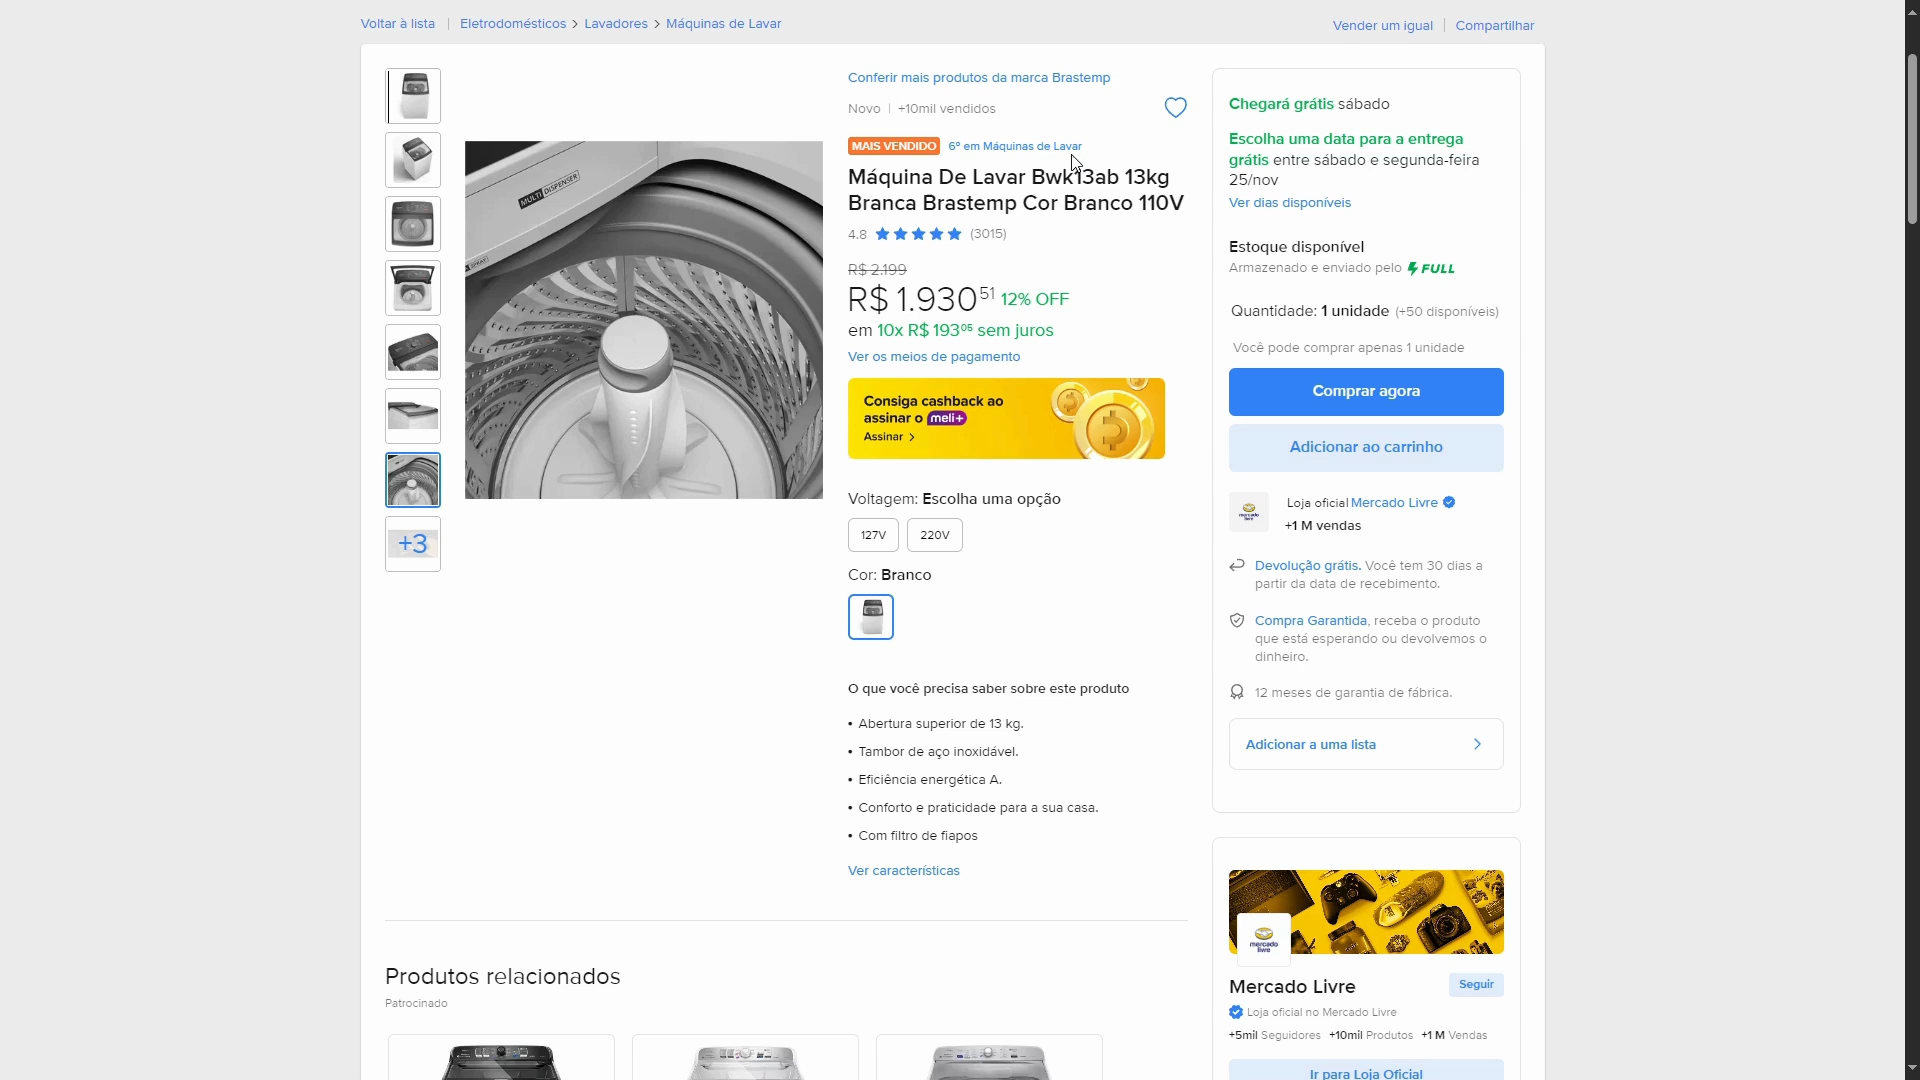 Voltar à lista | Eletrodomésticos > Lavadores > Máquinas de Lavar
Vender um igual | Compartilhar
+3
MULTI DISPENSER
Conferir mais produtos da marca Brastemp
Novo | +10mil vendidos
MAIS VENDIDO 6º em Máquinas de Lavar
Máquina De Lavar Bwk13ab 13kg
Branca Brastemp Cor Branco 110V
4.8 (3015)
R$ 2.199
R$ 1.930 51 12% OFF
em 10x R$ 193 05 sem juros
Ver os meios de pagamento
Consiga cashback ao
assinar o meli+
Assinar >
Voltagem: Escolha uma opção
127V 220V
Cor: Branco
O que você precisa saber sobre este produto
• Abertura superior de 13 kg.
• Tambor de aço inoxidável.
• Eficiência energética A.
• Conforto e praticidade para a sua casa.
• Com filtro de fiapos
Ver características
Chegará grátis sábado
Escolha uma data para a entrega
grátis entre sábado e segunda-feira
25/nov
Ver dias disponíveis
Estoque disponível
Armazenado e enviado pelo FULL
Quantidade: 1 unidade (+50 disponíveis)
Você pode comprar apenas 1 unidade
Comprar agora
Adicionar ao carrinho
mercado
livre
Loja oficial Mercado Livre
+1 M vendas
Devolução grátis. Você tem 30 dias a
partir da data de recebimento.
Compra Garantida, receba o produto
que está esperando ou devolvemos o
dinheiro.
12 meses de garantia de fábrica.
Adicionar a uma lista
mercado
livre
Mercado Livre
Seguir
Loja oficial no Mercado Livre
+5mil Seguidores +10mil Produtos +1 M Vendas
Ir para Loja Oficial
Produtos relacionados
Patrocinado